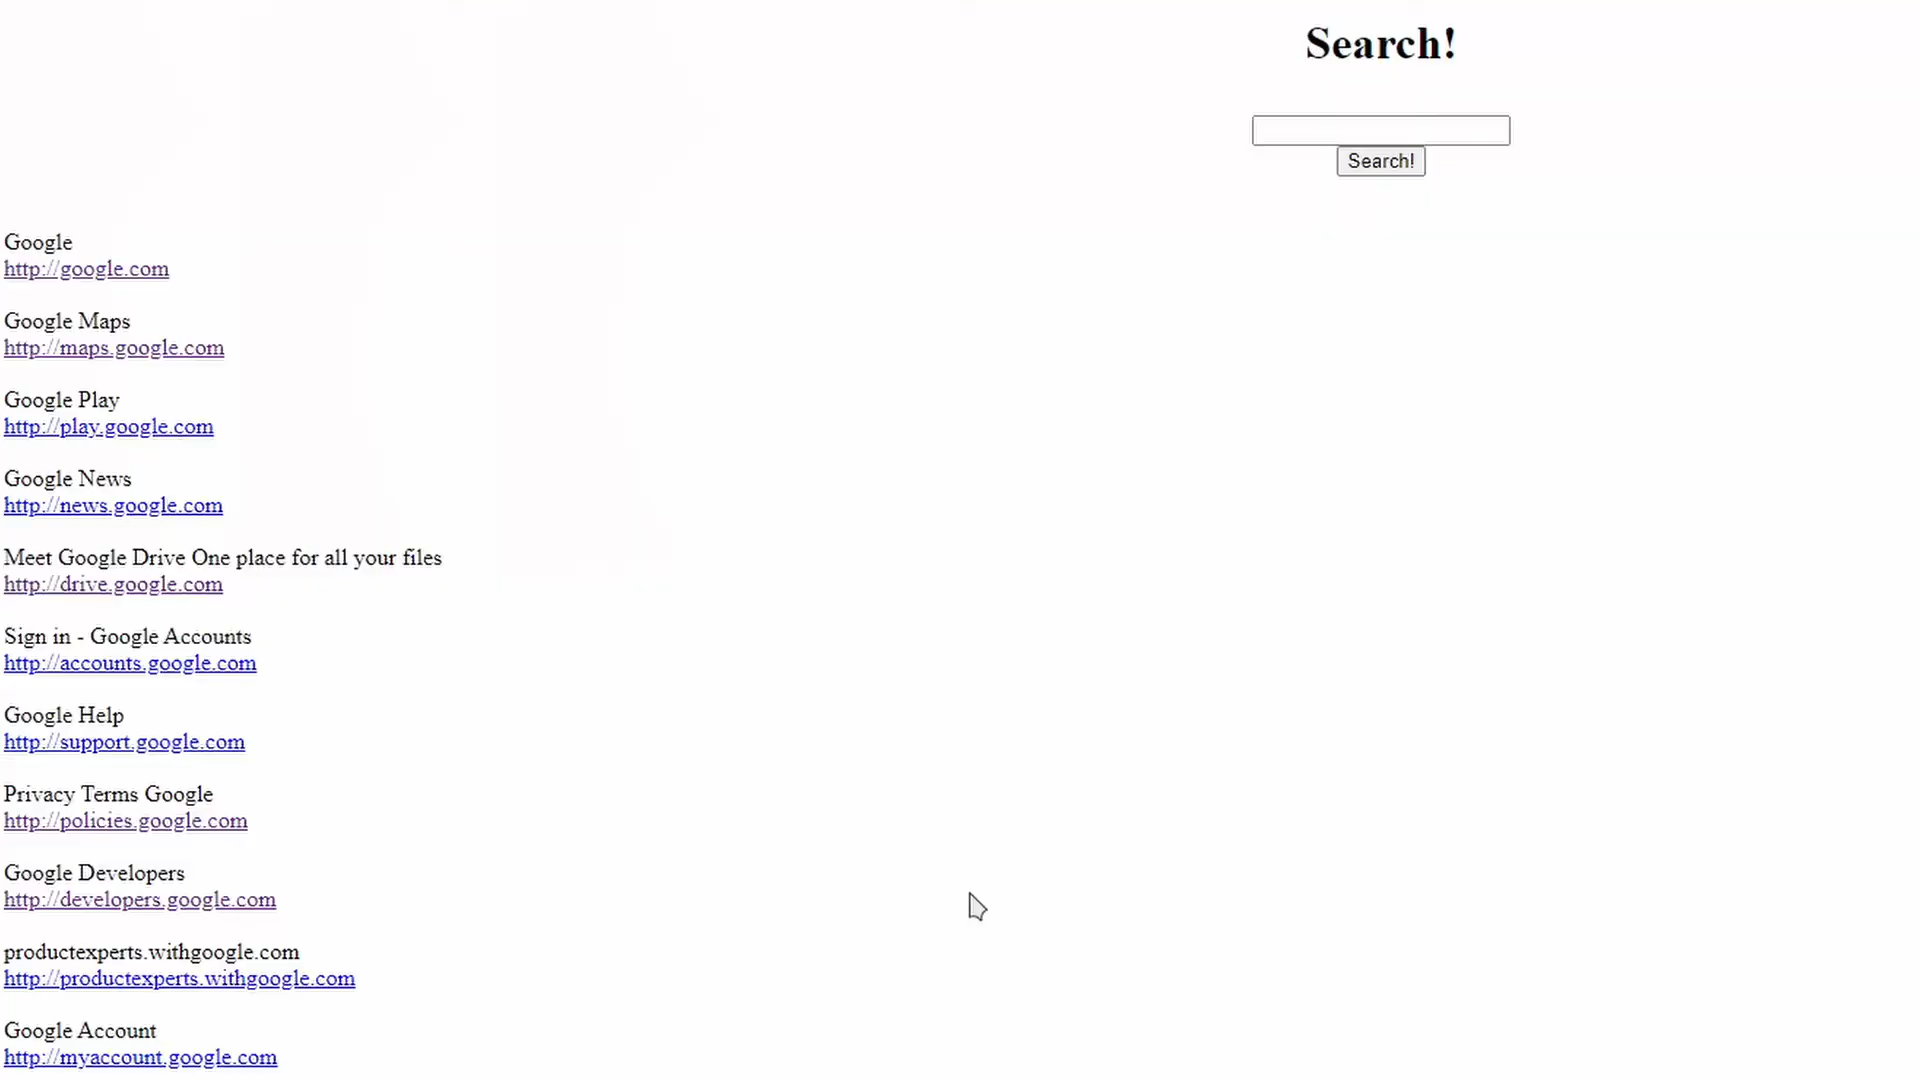 Search!
Search!
Google
http://google.com
Google Maps
http://maps.google.com
Google Play
http://play.google.com
Google News
http://news.google.com
Meet Google Drive One place for all your files
http://drive.google.com
Sign in - Google Accounts
http://accounts.google.com
Google Help
http://support.google.com
Privacy Terms Google
http://policies.google.com
Google Developers
http://developers.google.com
productexperts.withgoogle.com
http://productexperts.withgoogle.com
Google Account
http://myaccount.google.com